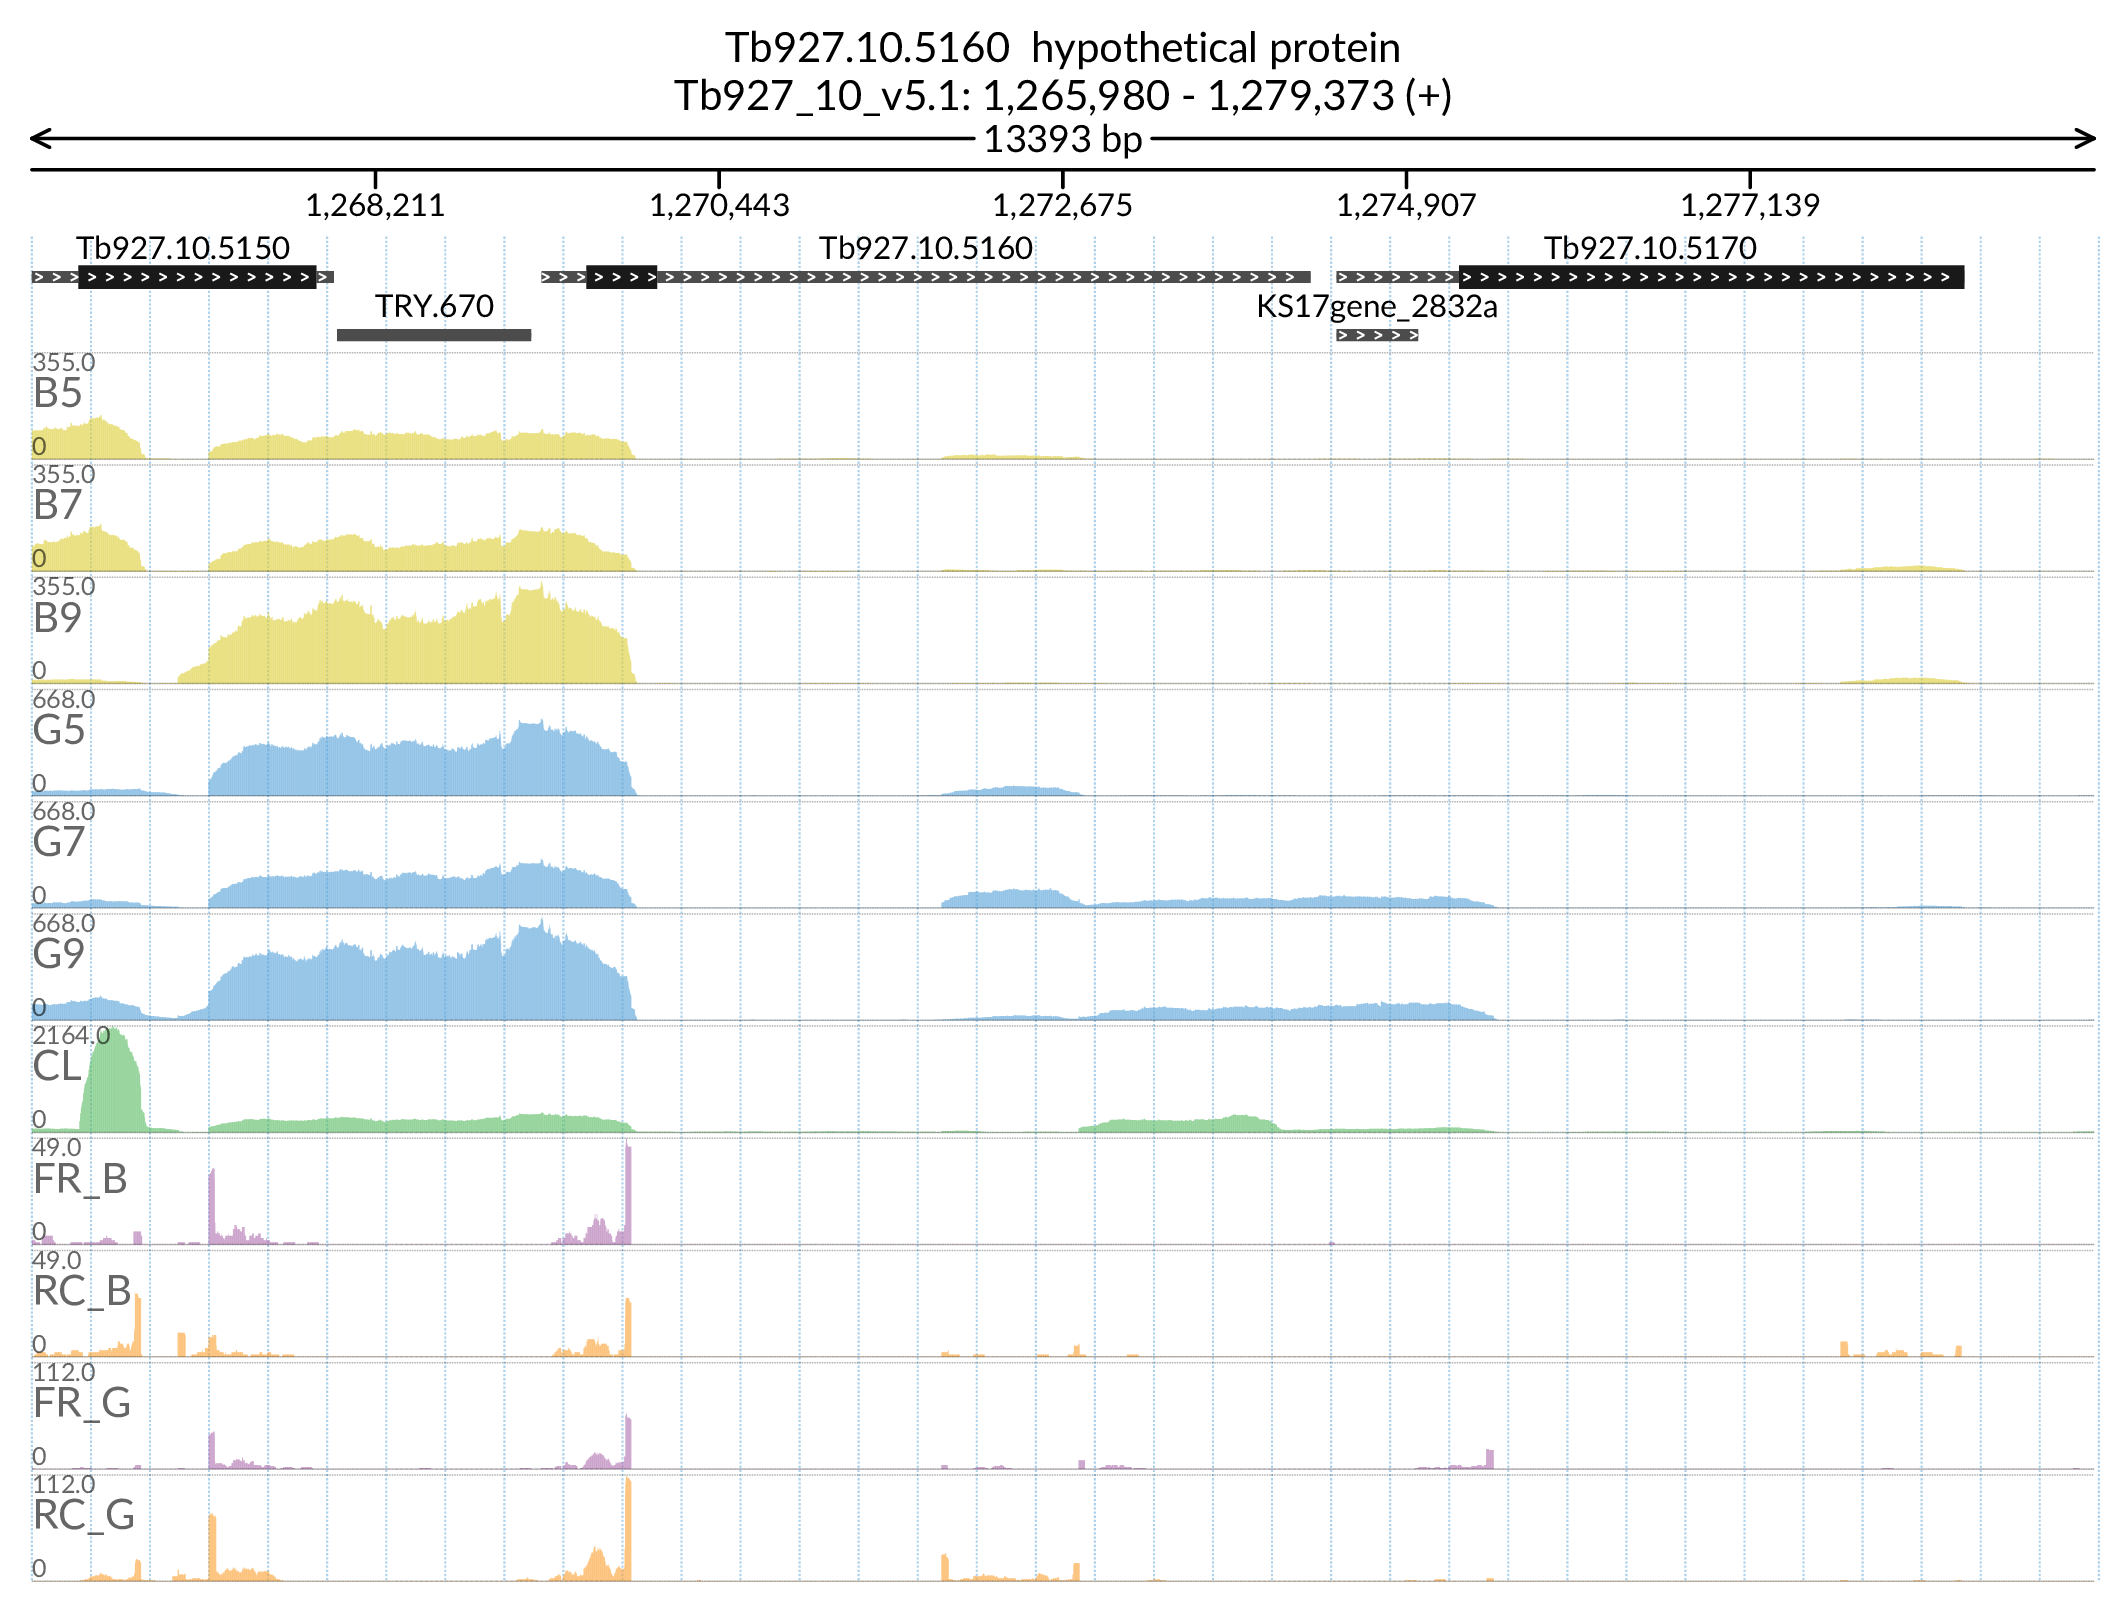 Tb927.10.5160 hypothetical protein
Tb927_10_v5.1: 1,265,980 - 1,279,373 (+)
13393 bp
1,268,211 1,270,443 1,272,675 1,274,907 1,277,139
Tb927.10.5150 Tb927.10.5160 Tb927.10.5170
TRY.670 KS17gene_2832a
355.0
B5
0
355.0
B7
0
355.0
B9
0
668.0
G5
0
668.0
G7
0
668.0
G9
0
2164.0
CL
0
49.0
FR_B
0
49.0
RC_B
0
112.0
FR_G
0
112.0
RC_G
0